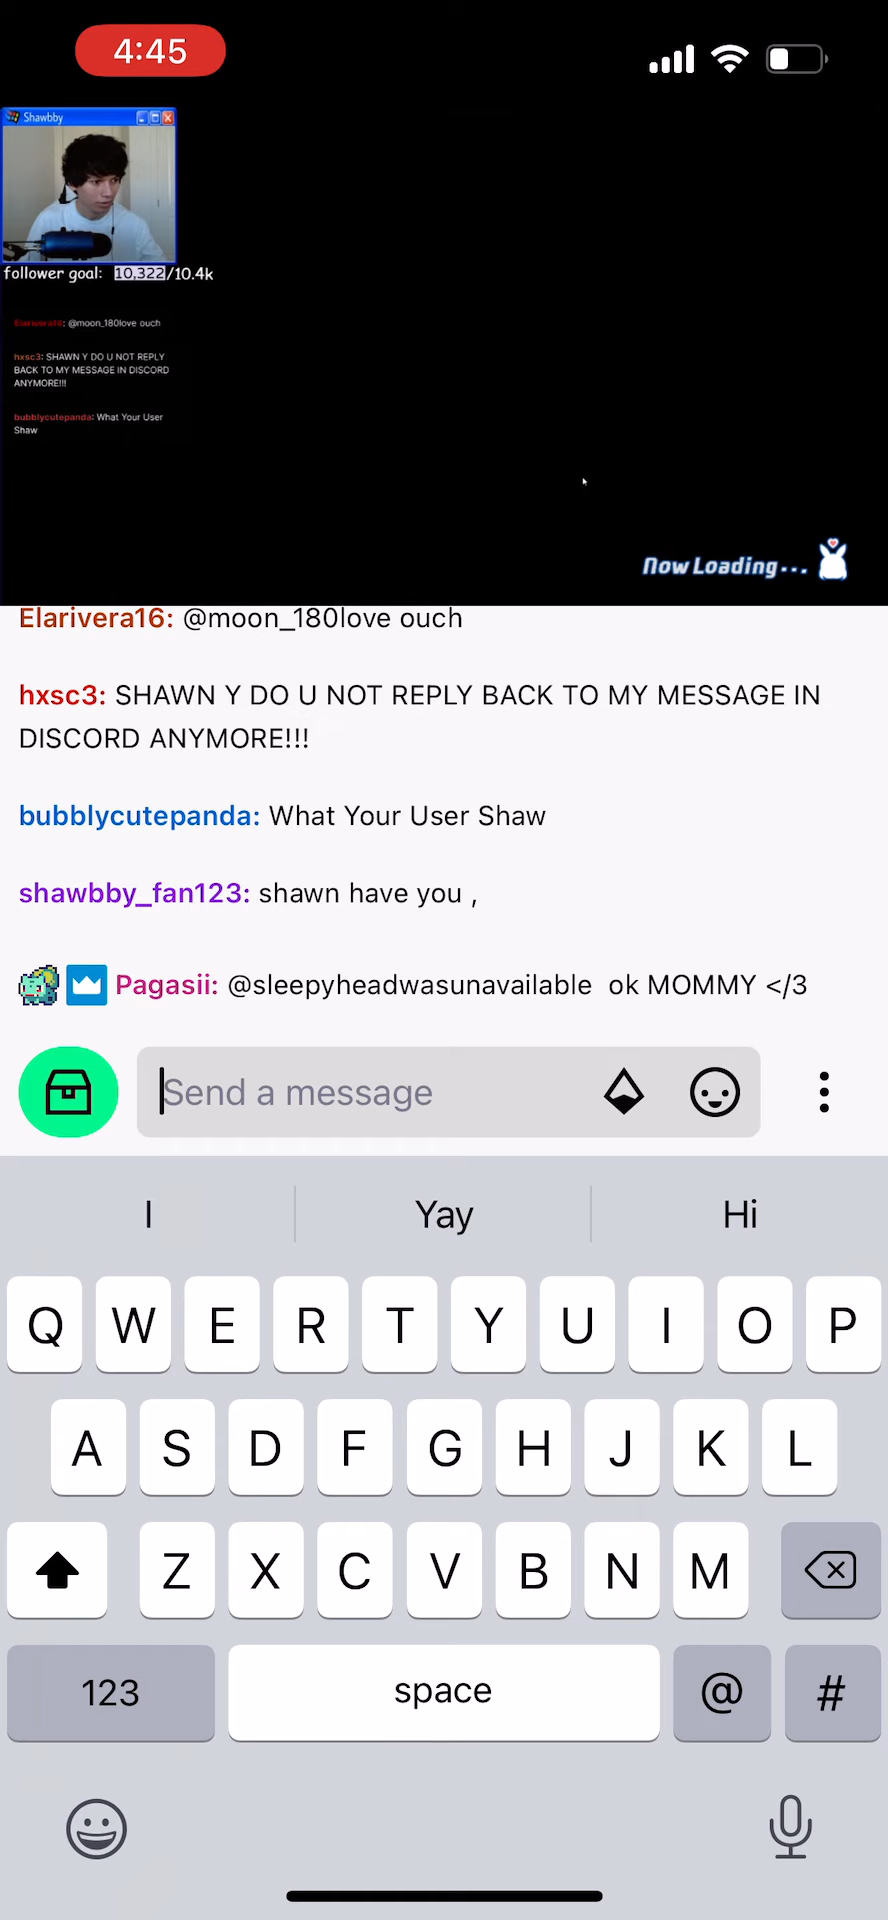 4:45
Shawbby
follower goal: 10,322/10.4k
Elarivera16: @moon_180love ouch
hxsc3: SHAWN Y DO U NOT REPLY
BACK TO MY MESSAGE IN DISCORD
ANYMORE!!!
bubblycutepanda: What Your User
Shaw
Now Loading...
Elarivera16: @moon_180love ouch
hxsc3: SHAWN Y DO U NOT REPLY BACK TO MY MESSAGE IN
DISCORD ANYMORE!!!
bubblycutepanda: What Your User Shaw
shawbby_fan123: shawn have you ,
Pagasii: @sleepyheadwasunavailable ok MOMMY </3
Send a message
I Yay Hi
Q W E R T Y U I O P
A S D F G H J K L
Z X C V B N M
123 space @ #